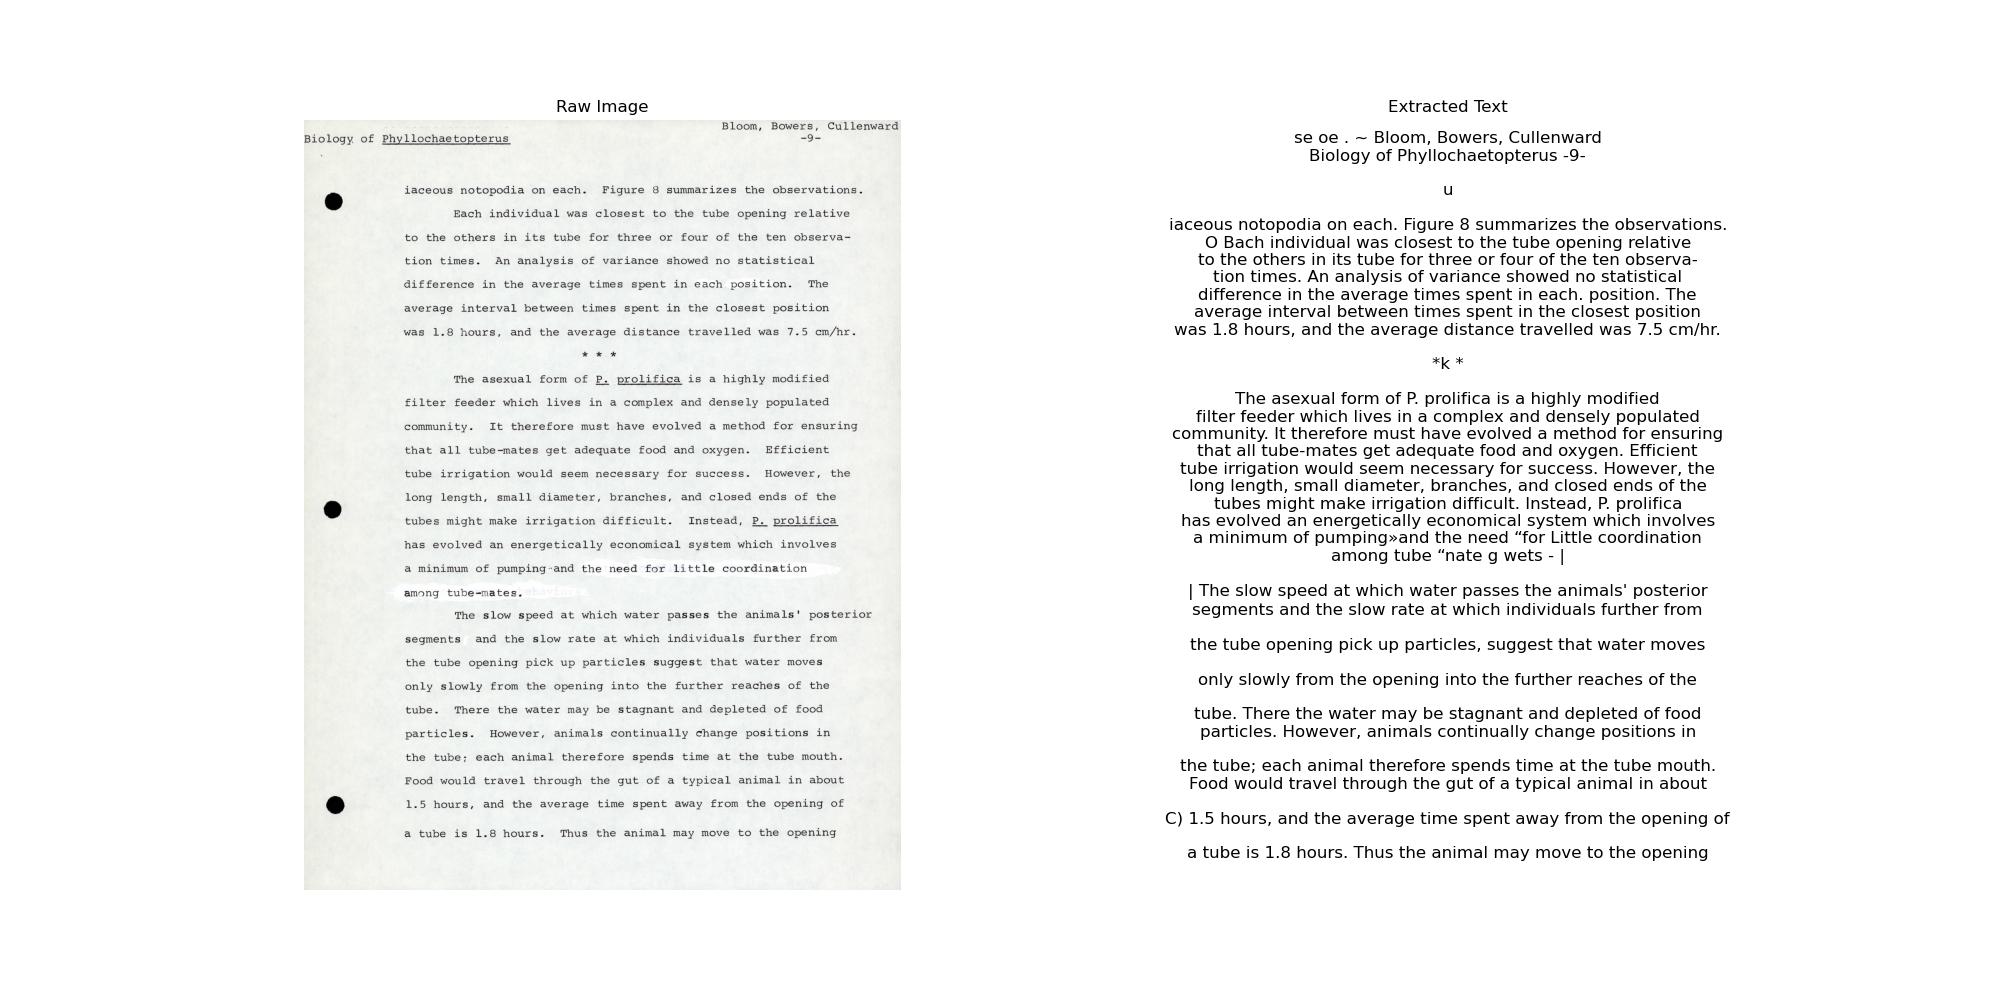 Raw Image
Bloom, Bowers, Cullenward
Biology of Phyllochaetopterus -9-
iaceous notopodia on each. Figure 8 summarizes the observations.
Each individual was closest to the tube opening relative
to the others in its tube for three or four of the ten observa-
tion times. An analysis of variance showed no statistical
difference in the average times spent in each position. The
average interval between times spent in the closest position
was 1.8 hours, and the average distance travelled was 7.5 cm/hr.
* * *
The asexual form of P. prolifica is a highly modified
filter feeder which lives in a complex and densely populated
community. It therefore must have evolved a method for ensuring
that all tube-mates get adequate food and oxygen. Efficient
tube irrigation would seem necessary for success. However, the
long length, small diameter, branches, and closed ends of the
tubes might make irrigation difficult. Instead, P. prolifica
has evolved an energetically economical system which involves
a minimum of pumping and the need for little coordination
among tube-mates.
The slow speed at which water passes the animals' posterior
segments and the slow rate at which individuals further from
the tube opening pick up particles suggest that water moves
only slowly from the opening into the further reaches of the
tube. There the water may be stagnant and depleted of food
particles. However, animals continually change positions in
the tube; each animal therefore spends time at the tube mouth.
Food would travel through the gut of a typical animal in about
1.5 hours, and the average time spent away from the opening of
a tube is 1.8 hours. Thus the animal may move to the opening
Extracted Text
se oe . ~ Bloom, Bowers, Cullenward
Biology of Phyllochaetopterus -9-
u
iaceous notopodia on each. Figure 8 summarizes the observations.
O Bach individual was closest to the tube opening relative
to the others in its tube for three or four of the ten observa-
tion times. An analysis of variance showed no statistical
difference in the average times spent in each. position. The
average interval between times spent in the closest position
was 1.8 hours, and the average distance travelled was 7.5 cm/hr.
*k *
The asexual form of P. prolifica is a highly modified
filter feeder which lives in a complex and densely populated
community. It therefore must have evolved a method for ensuring
that all tube-mates get adequate food and oxygen. Efficient
tube irrigation would seem necessary for success. However, the
long length, small diameter, branches, and closed ends of the
tubes might make irrigation difficult. Instead, P. prolifica
has evolved an energetically economical system which involves
a minimum of pumping»and the need “for Little coordination
among tube “nate g wets - |
| The slow speed at which water passes the animals' posterior
segments and the slow rate at which individuals further from
the tube opening pick up particles, suggest that water moves
only slowly from the opening into the further reaches of the
tube. There the water may be stagnant and depleted of food
particles. However, animals continually change positions in
the tube; each animal therefore spends time at the tube mouth.
Food would travel through the gut of a typical animal in about
C) 1.5 hours, and the average time spent away from the opening of
a tube is 1.8 hours. Thus the animal may move to the opening